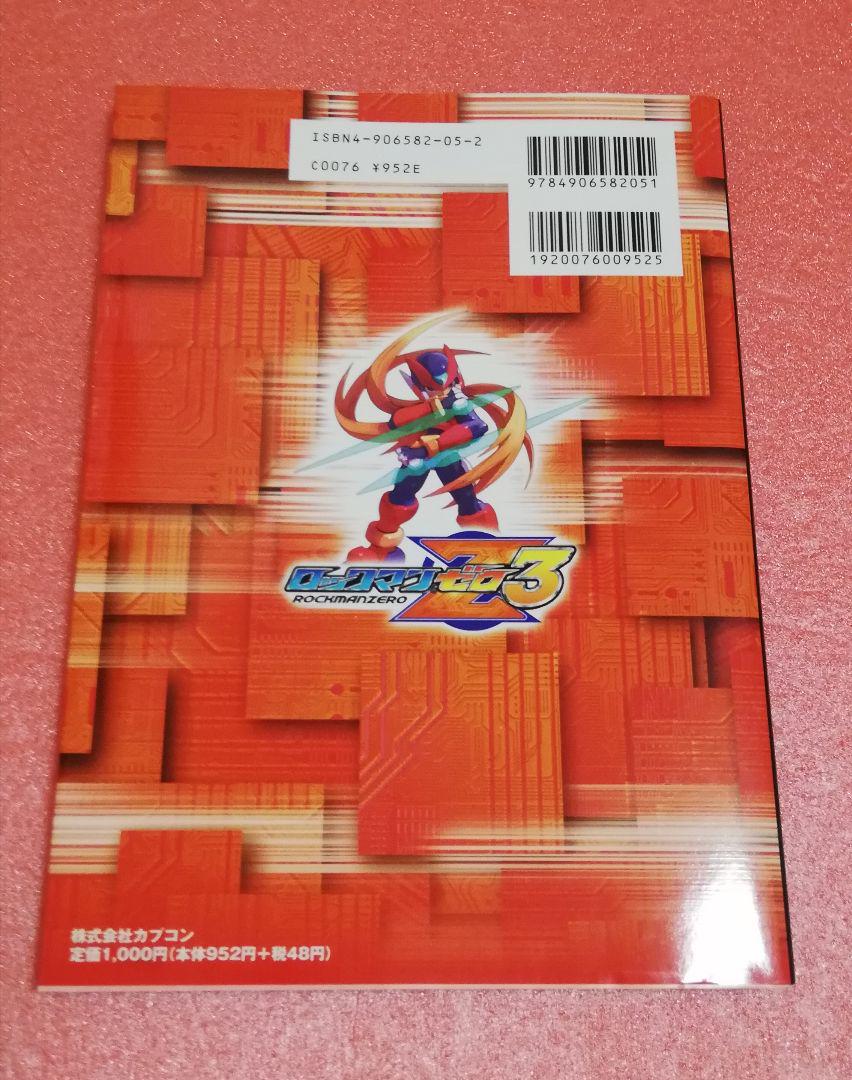 ISBN4-906582-05-2
C0076 ¥952E
9784906582051
1920076009525
ロックマンゼロ3
ROCKMANZERO
株式会社カプコン
定価1,000円(本体952円+税48円)